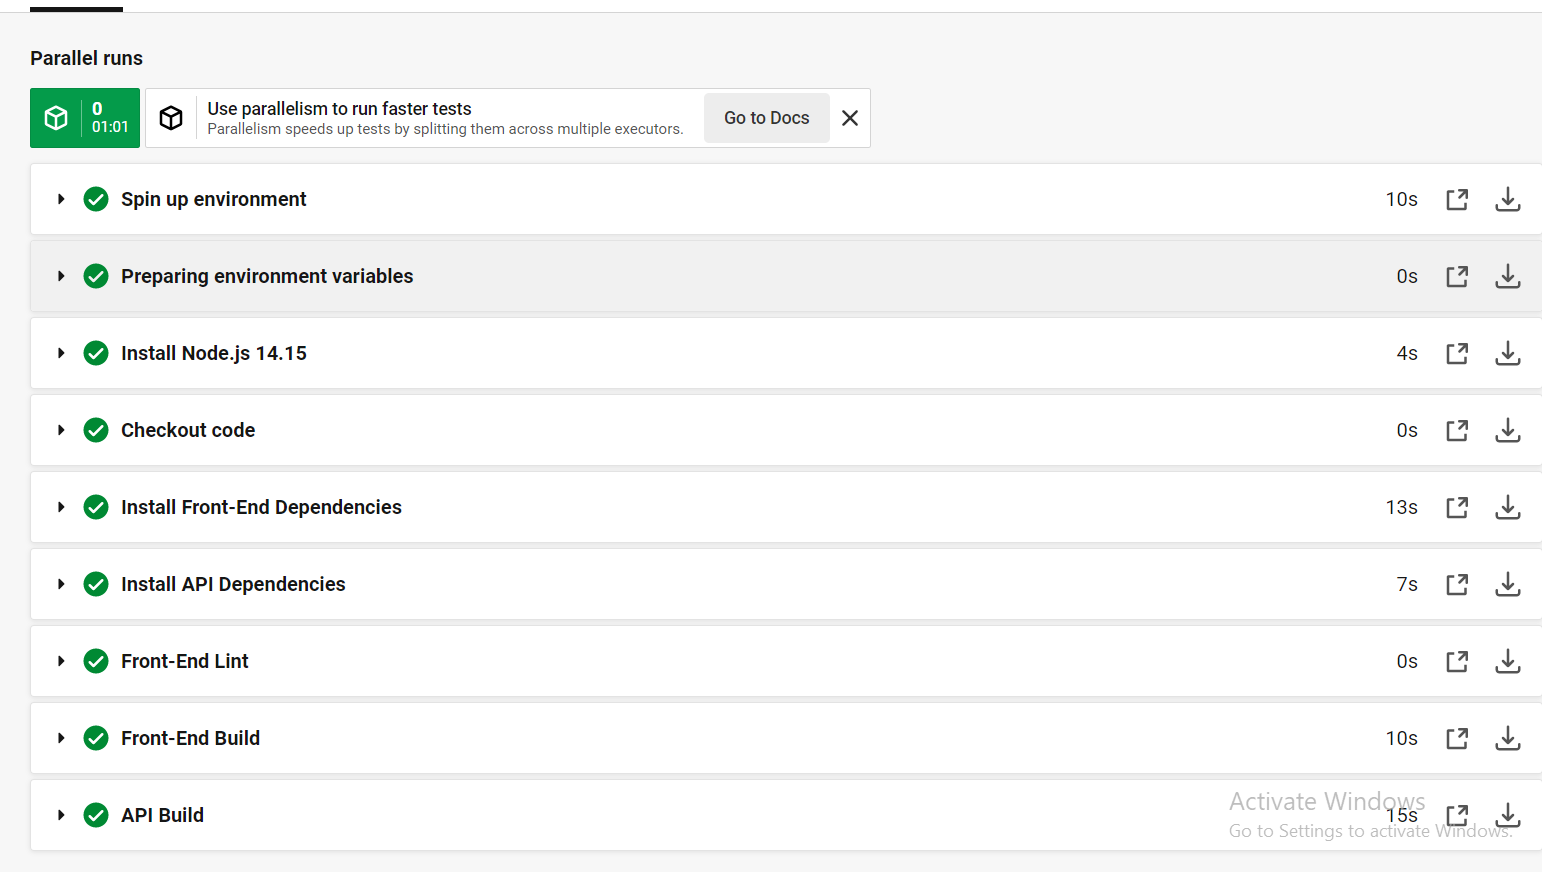 Parallel runs
0
01:01
Use parallelism to run faster tests
Parallelism speeds up tests by splitting them across multiple executors.
Go to Docs
Spin up environment 10s
Preparing environment variables 0s
Install Node.js 14.15 4s
Checkout code 0s
Install Front-End Dependencies 13s
Install API Dependencies 7s
Front-End Lint 0s
Front-End Build 10s
API Build 15s
Activate Windows
Go to Settings to activate Windows.